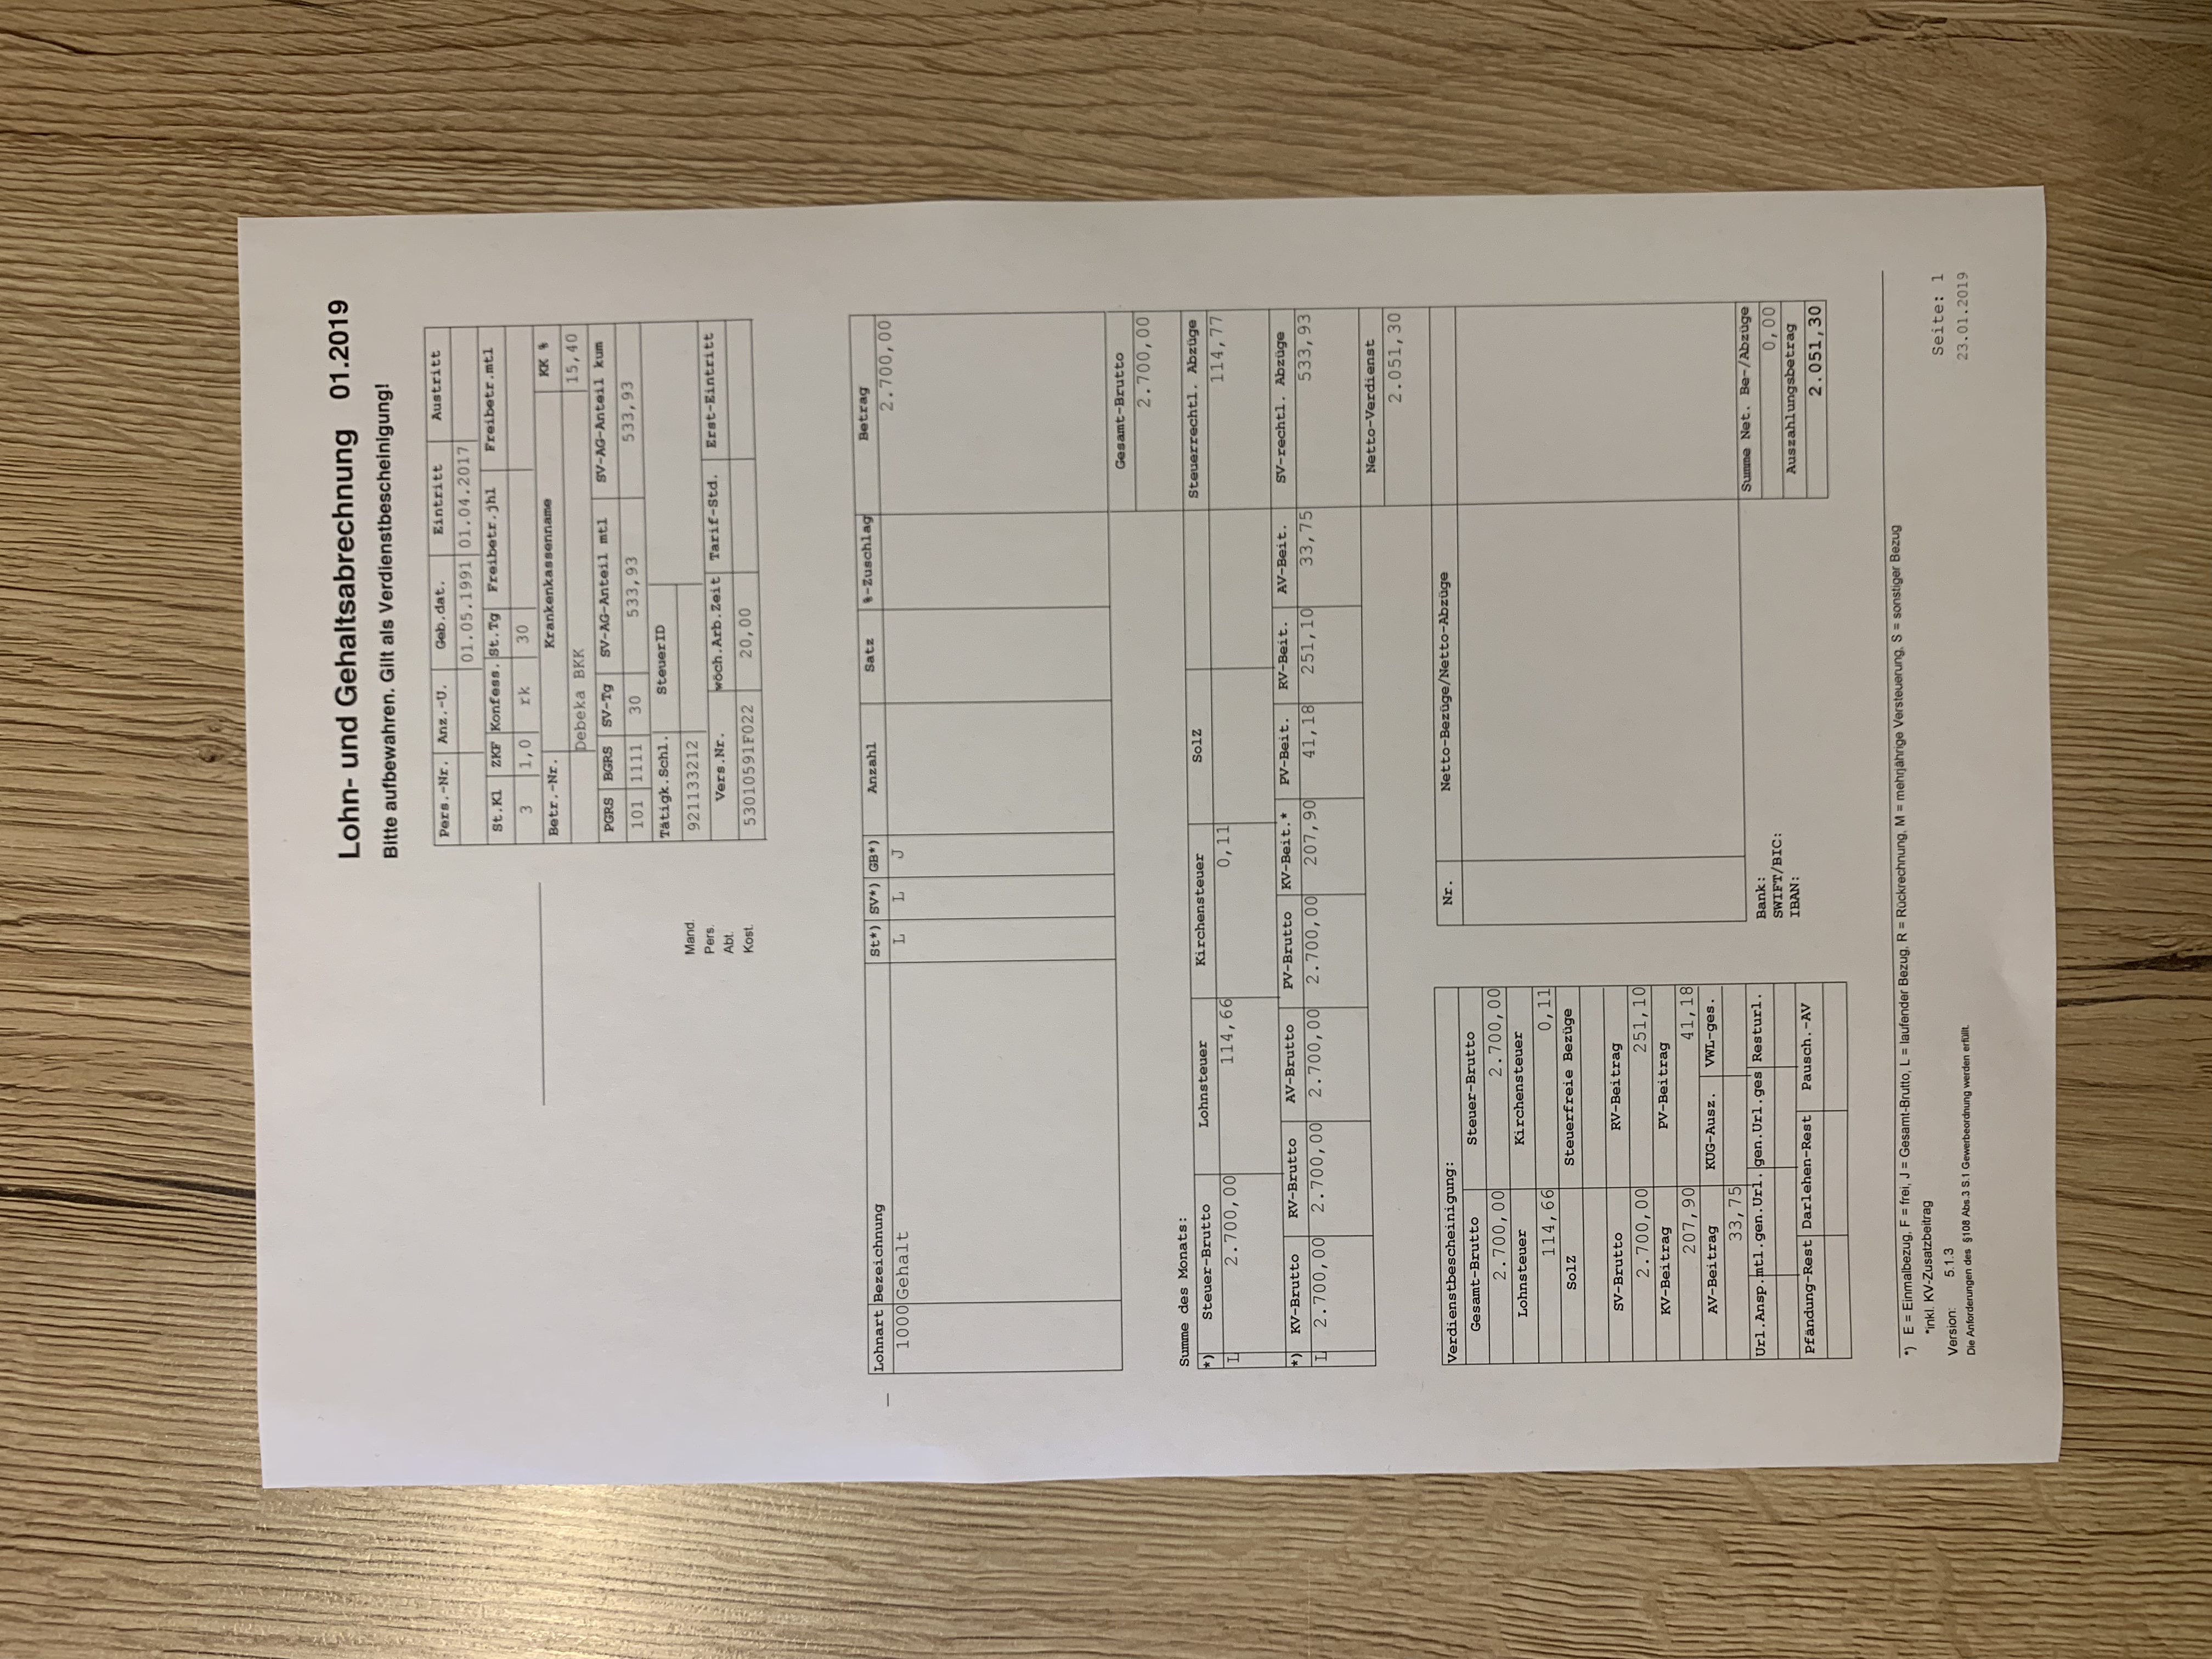 Lohn- und Gehaltsabrechnung 01.2019
Bitte aufbewahren. Gilt als Verdienstbescheinigung!
Pers.-Nr. Anz.-U. Geb.dat. Eintritt Austritt
01.05.1991 01.04.2017
St.Kl ZKF Konfess. St.Tg Freibetr.jhl Freibetr.mtl
3 1,0 rk 30
Betr.-Nr. Krankenkassenname KK %
Debeka BKK 15,40
PGRS BGRS SV-Tg SV-AG-Anteil mtl SV-AG-Anteil kum
101 1111 30 533,93 533,93
Tätigk.Schl. SteuerID
921133212
Vers.Nr. wöch.Arb.Zeit Tarif-Std. Erst-Eintritt
53010591F022 20,00
Mand.
Pers.
Abt.
Kost.
Lohnart Bezeichnung St*) SV*) GB*) Anzahl Satz %-Zuschlag Betrag
1000 Gehalt L L J 2.700,00
Gesamt-Brutto
2.700,00
Summe des Monats:
*) Steuer-Brutto Lohnsteuer Kirchensteuer SolZ Steuerrechtl. Abzüge
L 2.700,00 114,66 0,11 114,77
*) KV-Brutto RV-Brutto AV-Brutto PV-Brutto KV-Beit.* PV-Beit. RV-Beit. AV-Beit. SV-rechtl. Abzüge
L 2.700,00 2.700,00 2.700,00 2.700,00 207,90 41,18 251,10 33,75 533,93
Netto-Verdienst
2.051,30
Verdienstbescheinigung:
Gesamt-Brutto Steuer-Brutto
2.700,00 2.700,00
Lohnsteuer Kirchensteuer
114,66 0,11
SolZ Steuerfreie Bezüge
SV-Brutto RV-Beitrag
2.700,00 251,10
KV-Beitrag PV-Beitrag
207,90 41,18
AV-Beitrag KUG-Ausz. VWL-ges.
33,75
Url.Ansp. mtl.gen.Url. gen.Url.ges Resturl.
Pfändung-Rest Darlehen-Rest Pausch.-AV
Nr. Netto-Bezüge/Netto-Abzüge
Bank:
SWIFT/BIC:
IBAN:
Summe Net. Be-/Abzüge
0,00
Auszahlungsbetrag
2.051,30
*) E = Einmalbezug, F = frei, J = Gesamt-Brutto, L = laufender Bezug, R = Rückrechnung, M = mehrjährige Versteuerung, S = sonstiger Bezug
*inkl. KV-Zusatzbeitrag
Version: 5.1.3
Die Anforderungen des §108 Abs.3 S.1 Gewerbeordnung werden erfüllt.
Seite: 1
23.01.2019